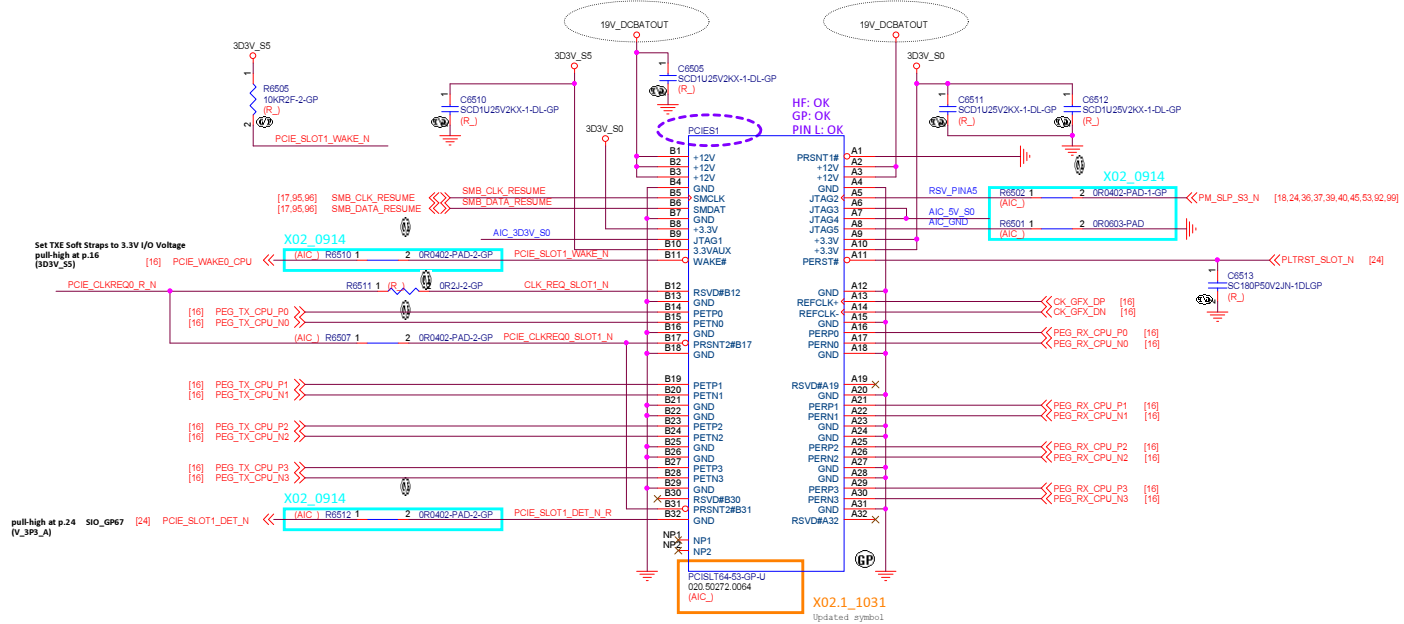 19V_DCBATOUT
19V_DCBATOUT
3D3V_S5
1
R6505
10KR2F-2-GP
(R_)
2
PCIE_SLOT1_WAKE_N
3D3V_S5
1
C6510
SCD1U25V2KX-1-DL-GP
(R_)
1
C6505
SCD1U25V2KX-1-DL-GP
(R_)
3D3V_S0
3D3V_S0
1
C6511
SCD1U25V2KX-1-DL-GP
(R_)
1
C6512
SCD1U25V2KX-1-DL-GP
(R_)
HF: OK
GP: OK
PIN L: OK
PCIES1
B1 +12V
B2 +12V
B3 +12V
B4 GND
B5 SMCLK
B6 SMDAT
B7 GND
B8 +3.3V
B9 JTAG1
B10 3.3VAUX
B11 WAKE#
B12 RSVD#B12
B13 GND
B14 PETP0
B15 PETN0
B16 GND
B17 PRSNT2#B17
B18 GND
B19 PETP1
B20 PETN1
B21 GND
B22 GND
B23 PETP2
B24 PETN2
B25 GND
B26 GND
B27 PETP3
B28 PETN3
B29 GND
B30 RSVD#B30
B31 PRSNT2#B31
B32 GND
NP1 NP1
NP2 NP2
PRSNT1# A1
+12V A2
+12V A3
GND A4
JTAG2 A5
JTAG3 A6
JTAG4 A7
JTAG5 A8
+3.3V A9
+3.3V A10
PERST# A11
GND A12
REFCLK+ A13
REFCLK- A14
GND A15
PERP0 A16
PERN0 A17
GND A18
RSVD#A19 A19
GND A20
PERP1 A21
PERN1 A22
GND A23
GND A24
PERP2 A25
PERN2 A26
GND A27
GND A28
PERP3 A29
PERN3 A30
GND A31
RSVD#A32 A32
[17,95,96] SMB_CLK_RESUME SMB_CLK_RESUME
[17,95,96] SMB_DATA_RESUME SMB_DATA_RESUME
AIC_3D3V_S0
Set TXE Soft Straps to 3.3V I/O Voltage
pull-high at p.16
(3D3V_S5)
X02_0914
[16] PCIE_WAKE0_CPU (AIC_) R6510 1 2 0R0402-PAD-2-GP PCIE_SLOT1_WAKE_N
PCIE_CLKREQ0_R_N R6511 1 (R_) 2 0R2J-2-GP CLK_REQ_SLOT1_N
[16] PEG_TX_CPU_P0
[16] PEG_TX_CPU_N0
(AIC_) R6507 1 2 0R0402-PAD-2-GP PCIE_CLKREQ0_SLOT1_N
[16] PEG_TX_CPU_P1
[16] PEG_TX_CPU_N1
[16] PEG_TX_CPU_P2
[16] PEG_TX_CPU_N2
[16] PEG_TX_CPU_P3
[16] PEG_TX_CPU_N3
X02_0914
pull-high at p.24 SIO_GP67 [24] PCIE_SLOT1_DET_N (AIC_) R6512 1 2 0R0402-PAD-2-GP PCIE_SLOT1_DET_N_R
(V_3P3_A)
X02_0914
RSV_PINA5 R6502 1 2 0R0402-PAD-1-GP PM_SLP_S3_N [18,24,36,37,39,40,45,53,92,99]
(AIC_)
AIC_5V_S0
AIC_GND R6501 1 2 0R0603-PAD
(AIC_)
PLTRST_SLOT_N [24]
1
C6513
SC180P50V2JN-1DLGP
(R_)
CK_GFX_DP [16]
CK_GFX_DN [16]
PEG_RX_CPU_P0 [16]
PEG_RX_CPU_N0 [16]
PEG_RX_CPU_P1 [16]
PEG_RX_CPU_N1 [16]
PEG_RX_CPU_P2 [16]
PEG_RX_CPU_N2 [16]
PEG_RX_CPU_P3 [16]
PEG_RX_CPU_N3 [16]
GP
PCISLT64-53-GP-U
020.50272.0064
(AIC_)
X02.1_1031
Updated symbol